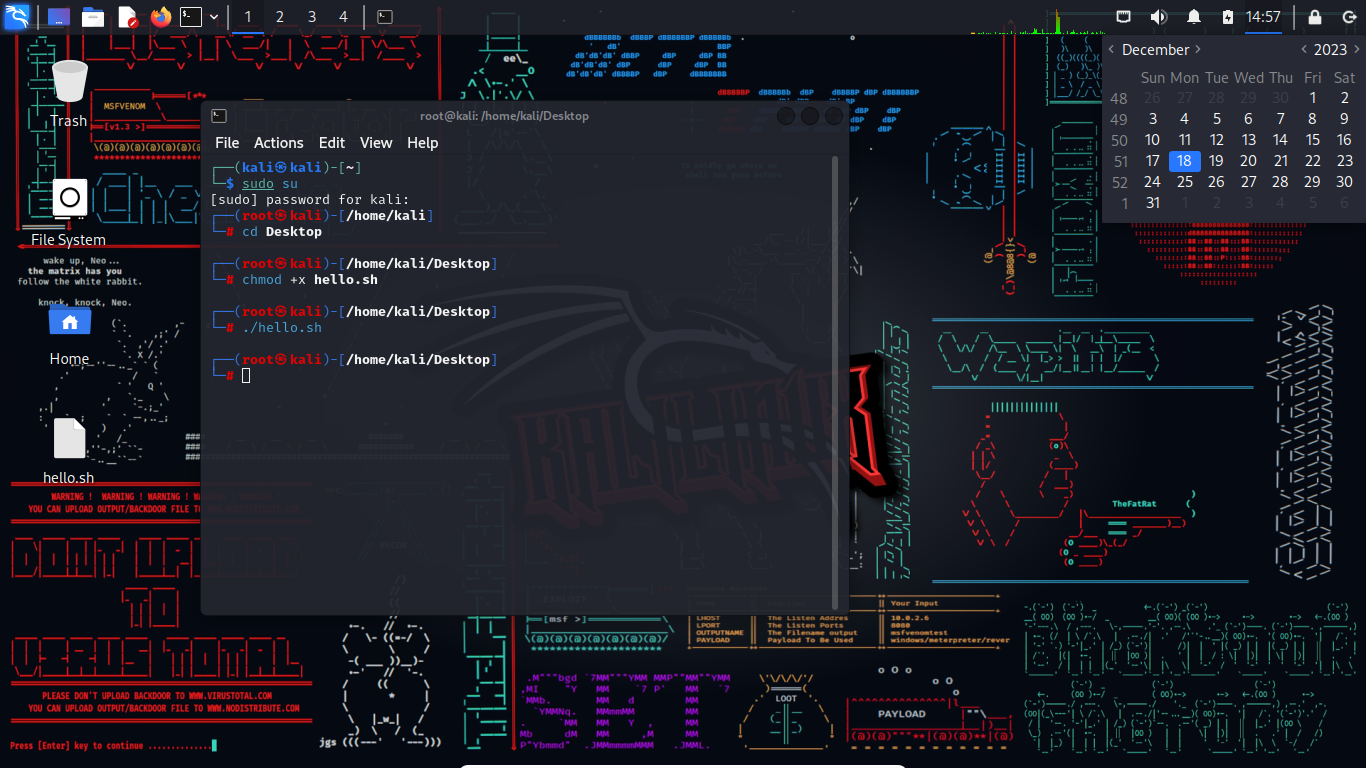 1 2 3 4
14:57
December 2023
Sun Mon Tue Wed Thu Fri Sat
48 26 27 28 29 30 1 2
49 3 4 5 6 7 8 9
50 10 11 12 13 14 15 16
51 17 18 19 20 21 22 23
52 24 25 26 27 28 29 30
1 31 1 2 3 4 5 6
MSFVENOM
[v1.3 >]
Trash
File System
wake up, Neo...
the matrix has you
follow the white rabbit.
knock, knock, Neo.
Home
hello.sh
root@kali: /home/kali/Desktop
File Actions Edit View Help
┌──(kali㉿kali)-[~]
└─$ sudo su
[sudo] password for kali:
┌──(root㉿kali)-[/home/kali]
└─# cd Desktop
┌──(root㉿kali)-[/home/kali/Desktop]
└─# chmod +x hello.sh
┌──(root㉿kali)-[/home/kali/Desktop]
└─# ./hello.sh
┌──(root㉿kali)-[/home/kali/Desktop]
└─#
KALI LINUX
WARNING ! WARNING ! WARNING !
YOU CAN UPLOAD OUTPUT/BACKDOOR FILE TO
PLEASE DON'T UPLOAD BACKDOOR TO WWW.VIRUSTOTAL.COM
YOU CAN UPLOAD OUTPUT/BACKDOOR FILE TO WWW.NODISTRIBUTE.COM
Press [Enter] key to continue ..............
jgs
[msf >]
Your Input
LHOST The Listen Addres 10.0.2.6
LPORT The Listen Ports 8080
OUTPUTNAME The Filename output msfvenomtest
PAYLOAD Payload To Be Used windows/meterpreter/rever
LOOT
PAYLOAD
TheFatRat